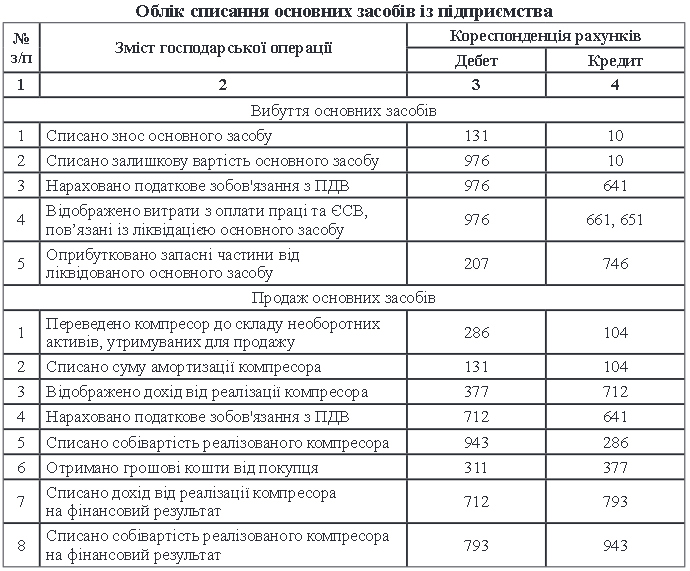 Облік списання основних засобів із підприємства
№ з/п Зміст господарської операції Кореспонденція рахунків
Дебет Кредит
1 2 3 4
Вибуття основних засобів
1 Списано знос основного засобу 131 10
2 Списано залишкову вартість основного засобу 976 10
3 Нараховано податкове зобов'язання з ПДВ 976 641
4 Відображено витрати з оплати праці та ЄСВ,
пов’язані із ліквідацією основного засобу 976 661, 651
5 Оприбутковано запасні частини від
ліквідованого основного засобу 207 746
Продаж основних засобів
1 Переведено компресор до складу необоротних
активів, утримуваних для продажу 286 104
2 Списано суму амортизації компресора 131 104
3 Відображено дохід від реалізації компресора 377 712
4 Нараховано податкове зобов'язання з ПДВ 712 641
5 Списано собівартість реалізованого компресора 943 286
6 Отримано грошові кошти від покупця 311 377
7 Списано дохід від реалізації компресора
на фінансовий результат 712 793
8 Списано собівартість реалізованого компресора
на фінансовий результат 793 943